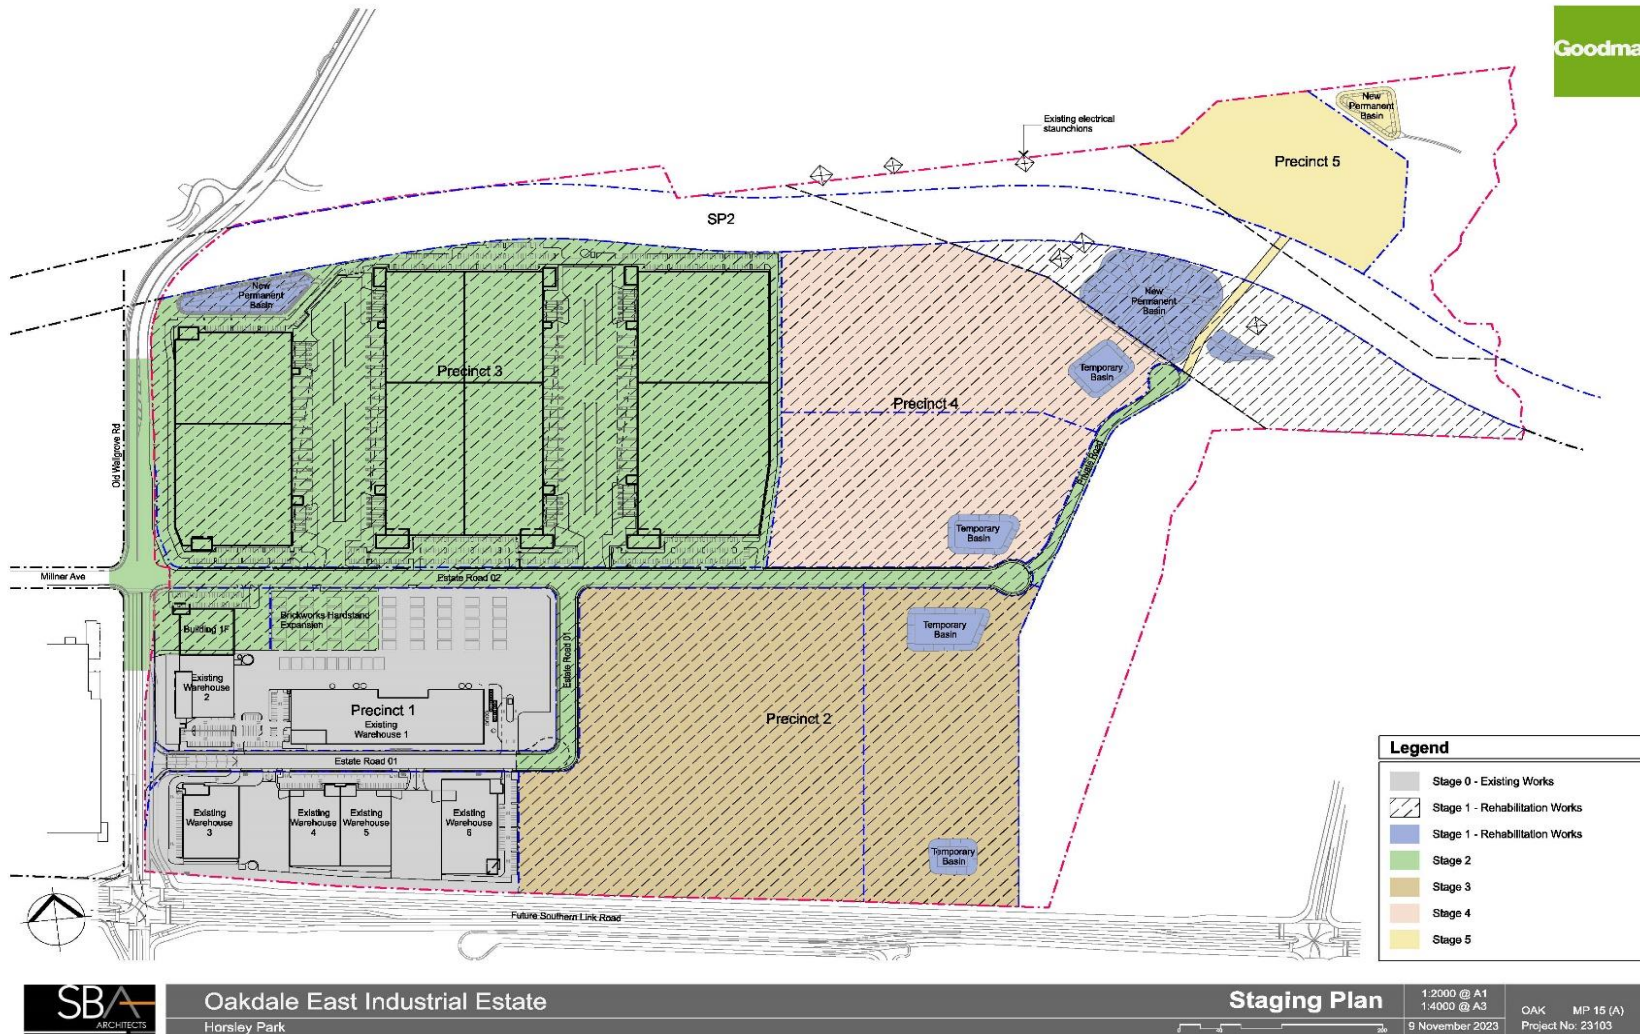 Goodma
New
Permanent
Basin
Existing electrical
staunchions
Precinct 5
SP2
New
Permanent
Basin
New
Permanent
Basin
Precinct 3
Temporary
Basin
Precinct 4
Old Wallgrove Rd
Private Road
Temporary
Basin
Millner Ave
Estate Road 02
Brickworks Hardstand
Expansion
Building 1F
Temporary
Basin
Estate Road 01
Existing
Warehouse
2
Precinct 1
Existing
Warehouse 1
Precinct 2
Estate Road 01
Existing
Warehouse
3
Existing
Warehouse
4
Existing
Warehouse
5
Existing
Warehouse
6
Temporary
Basin
Future Southern Link Road
Legend
Stage 0 - Existing Works
Stage 1 - Rehabilitation Works
Stage 1 - Rehabilitation Works
Stage 2
Stage 3
Stage 4
Stage 5
SBA
ARCHITECTS
Oakdale East Industrial Estate
Horsley Park
Staging Plan
1:2000 @ A1
1:4000 @ A3
9 November 2023
OAK MP 15 (A)
Project No: 23103